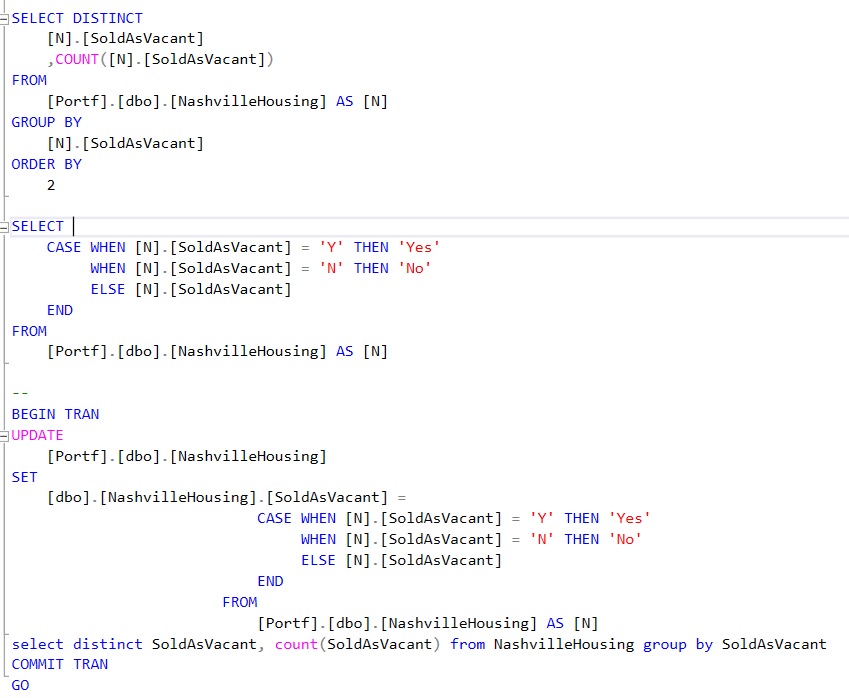 SELECT DISTINCT
[N].[SoldAsVacant]
,COUNT([N].[SoldAsVacant])
FROM
[Portf].[dbo].[NashvilleHousing] AS [N]
GROUP BY
[N].[SoldAsVacant]
ORDER BY
2
SELECT
CASE WHEN [N].[SoldAsVacant] = 'Y' THEN 'Yes'
WHEN [N].[SoldAsVacant] = 'N' THEN 'No'
ELSE [N].[SoldAsVacant]
END
FROM
[Portf].[dbo].[NashvilleHousing] AS [N]
--
BEGIN TRAN
UPDATE
[Portf].[dbo].[NashvilleHousing]
SET
[dbo].[NashvilleHousing].[SoldAsVacant] =
CASE WHEN [N].[SoldAsVacant] = 'Y' THEN 'Yes'
WHEN [N].[SoldAsVacant] = 'N' THEN 'No'
ELSE [N].[SoldAsVacant]
END
FROM
[Portf].[dbo].[NashvilleHousing] AS [N]
select distinct SoldAsVacant, count(SoldAsVacant) from NashvilleHousing group by SoldAsVacant
COMMIT TRAN
GO